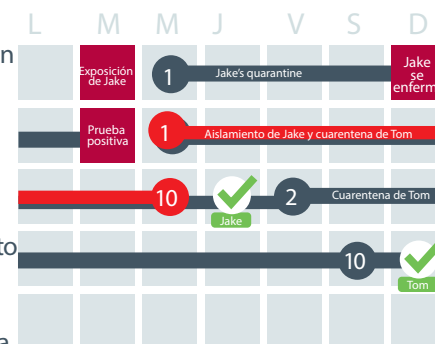 L M M J V S D
n
Exposición
de Jake
1
Jake's quarantine
Jake
se
enferm
Prueba
positiva
1
Aislamiento de Jake y cuarentena de Tom
10
Jake
2
Cuarentena de Tom
to
10
Tom
a